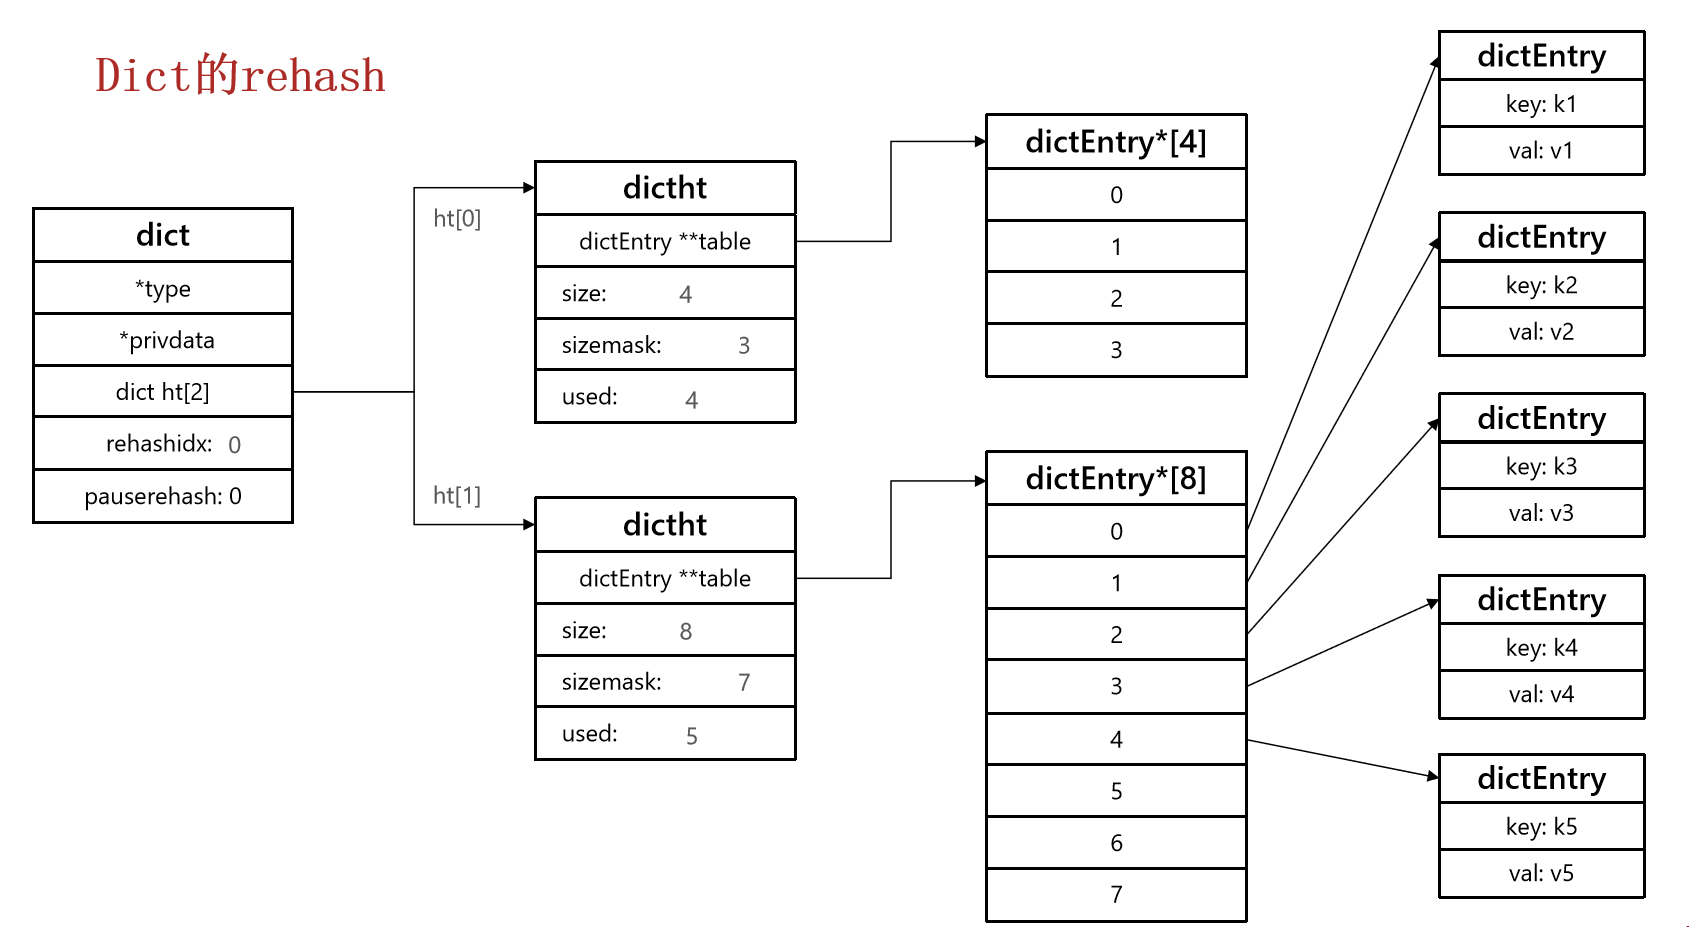 Dict的rehash
dict
*type
*privdata
dict ht[2]
rehashidx: 0
pauserehash: 0
ht[0]
ht[1]
dictht
dictEntry **table
size: 4
sizemask: 3
used: 4
dictht
dictEntry **table
size: 8
sizemask: 7
used: 5
dictEntry*[4]
0
1
2
3
dictEntry*[8]
0
1
2
3
4
5
6
7
dictEntry
key: k1
val: v1
dictEntry
key: k2
val: v2
dictEntry
key: k3
val: v3
dictEntry
key: k4
val: v4
dictEntry
key: k5
val: v5